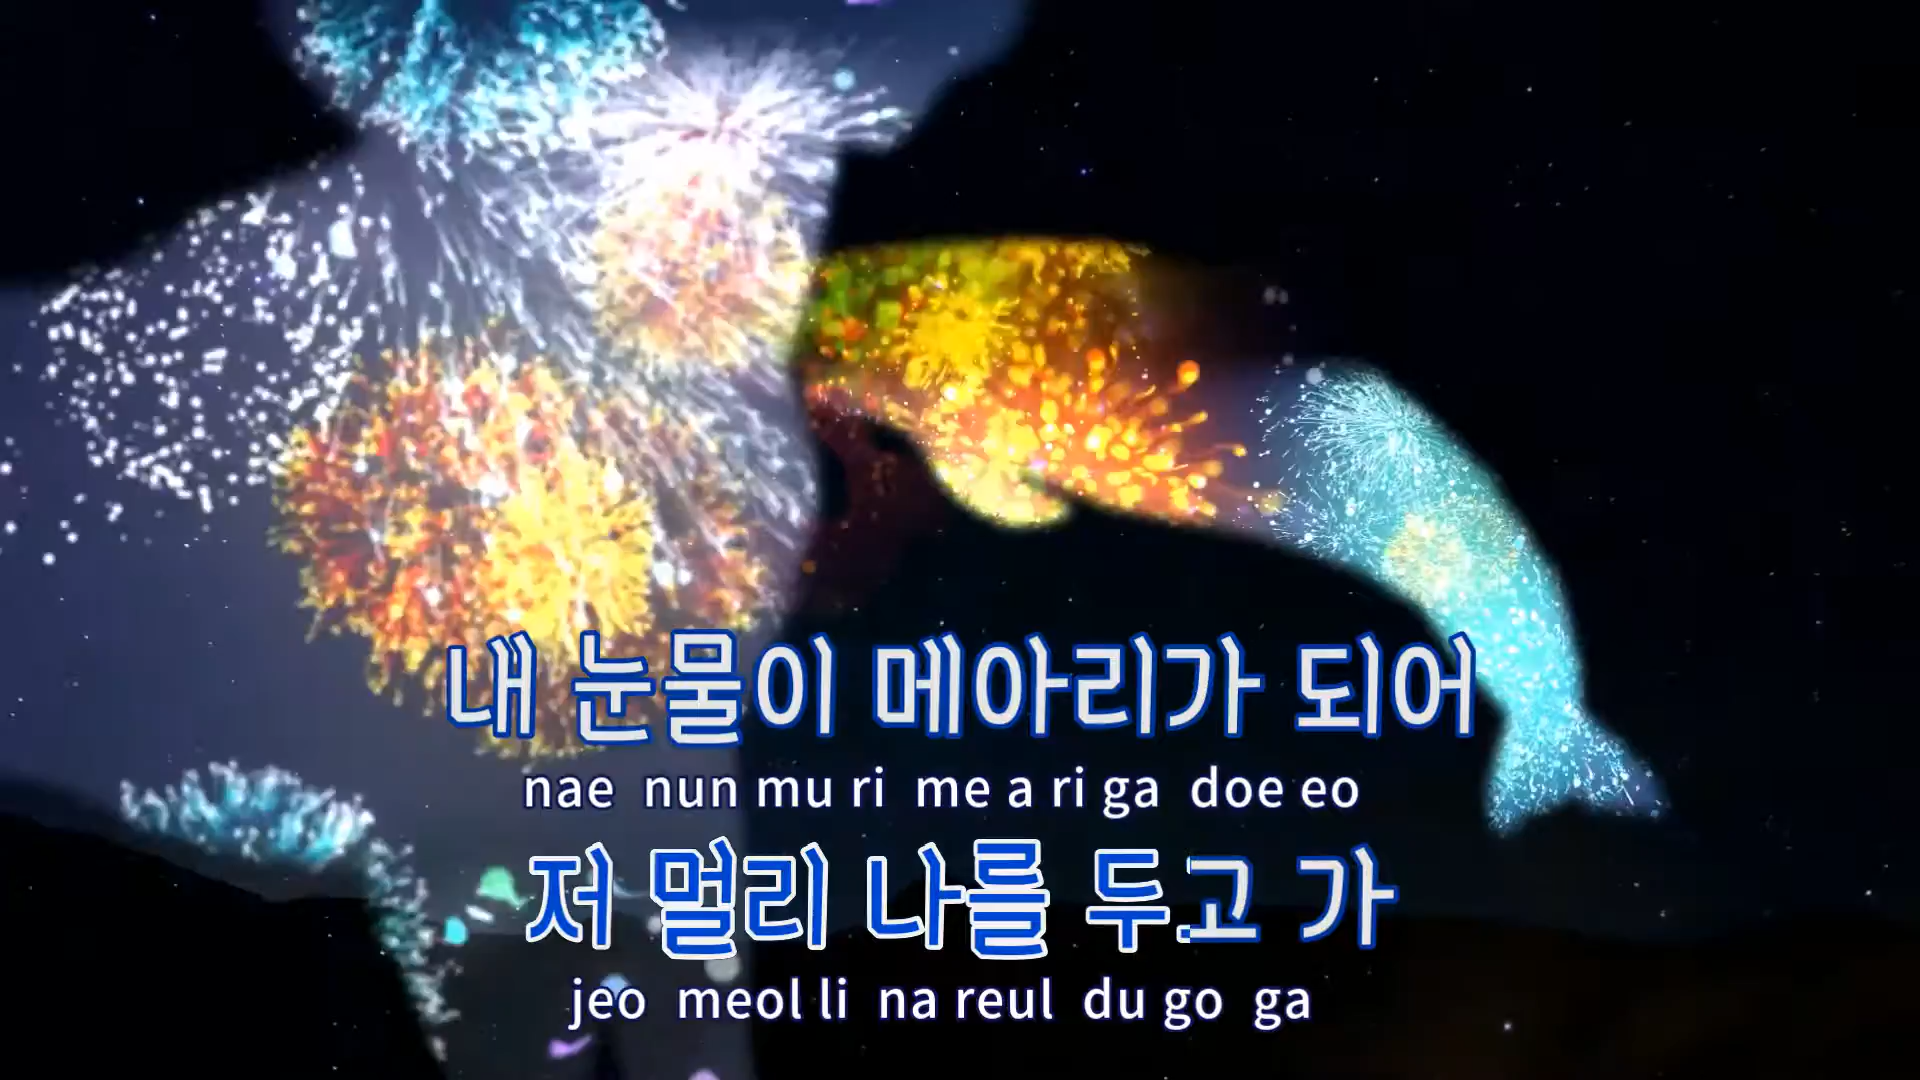 내 눈물이 메아리가 되어
nae nun mu ri me a ri ga doe eo
저 멀리 나를 두고 가
jeo meol li na reul du go ga